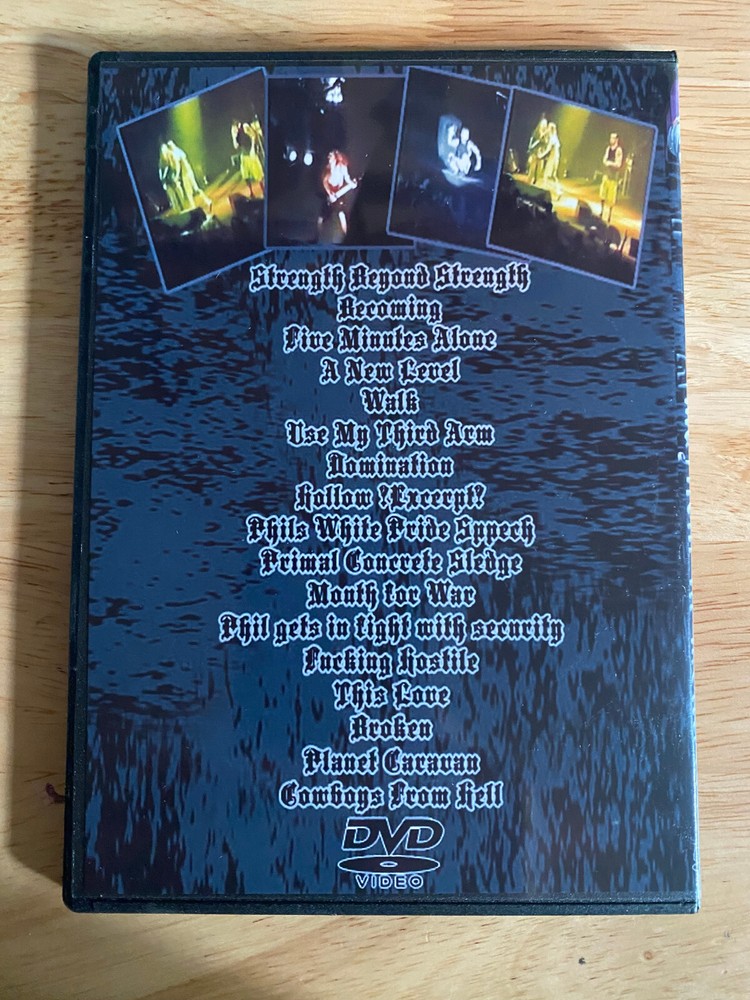 Strength Beyond Strength
Becoming
Five Minutes Alone
A New Level
Walk
Use My Third Arm
Domination
Hollow ?Excerpt?
Phils White Pride Sppech
Primal Concrete Sledge
Mouth for War
Phil gets in tight with security
Fucking Hostile
This Love
Broken
Planet Caravan
Cowboys From Hell
DVD
VIDEO